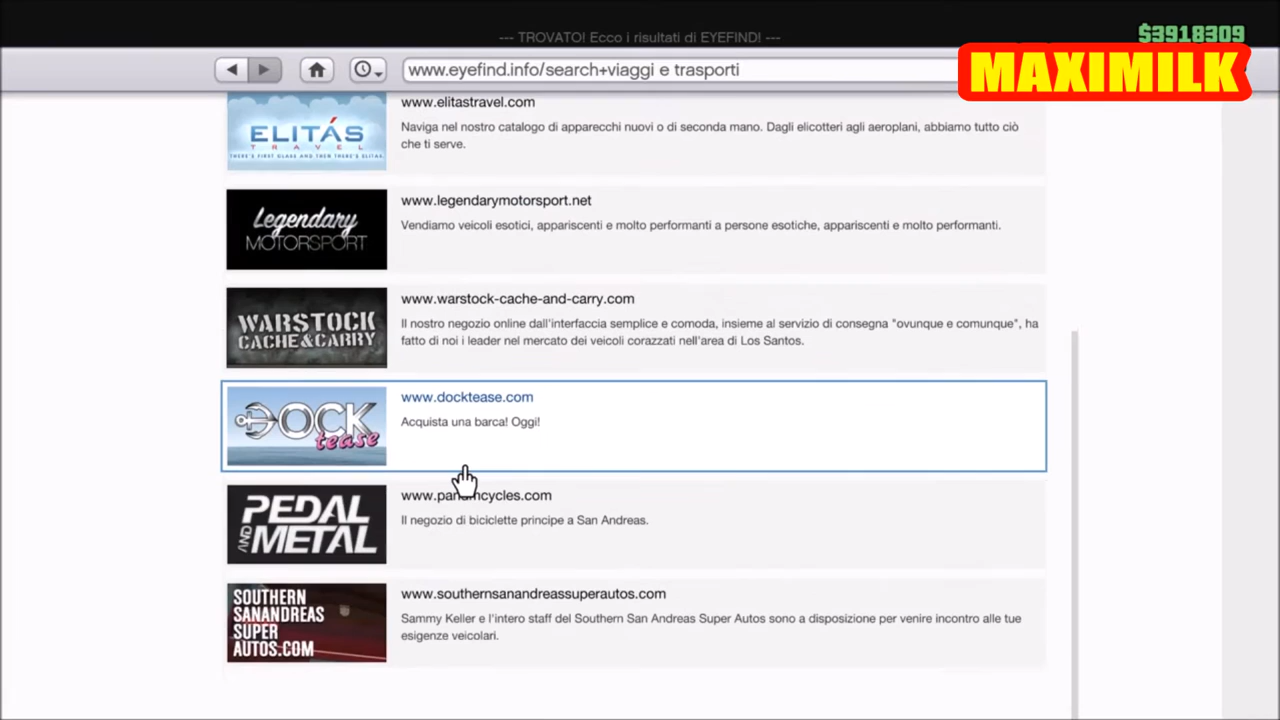 --- TROVATO! Ecco i risultati di EYEFIND! ---
$3918309
www.eyefind.info/search+viaggi e trasporti
MAXIMILK
ELITÁS
TRAVEL
THERE'S FIRST CLASS AND THEN THERE'S ELITAS.
www.elitastravel.com
Naviga nel nostro catalogo di apparecchi nuovi o di seconda mano. Dagli elicotteri agli aeroplani, abbiamo tutto ciò
che ti serve.
Legendary
MOTORSPORT
www.legendarymotorsport.net
Vendiamo veicoli esotici, appariscenti e molto performanti a persone esotiche, appariscenti e molto performanti.
WARSTOCK
CACHE&CARRY
www.warstock-cache-and-carry.com
Il nostro negozio online dall'interfaccia semplice e comoda, insieme al servizio di consegna "ovunque e comunque", ha
fatto di noi i leader nel mercato dei veicoli corazzati nell'area di Los Santos.
DOCK
tease
www.docktease.com
Acquista una barca! Oggi!
PEDAL
AND METAL
www.panamcycles.com
Il negozio di biciclette principe a San Andreas.
SOUTHERN
SANANDREAS
SUPER
AUTOS.COM
www.southernsanandreassuperautos.com
Sammy Keller e l'intero staff del Southern San Andreas Super Autos sono a disposizione per venire incontro alle tue
esigenze veicolari.